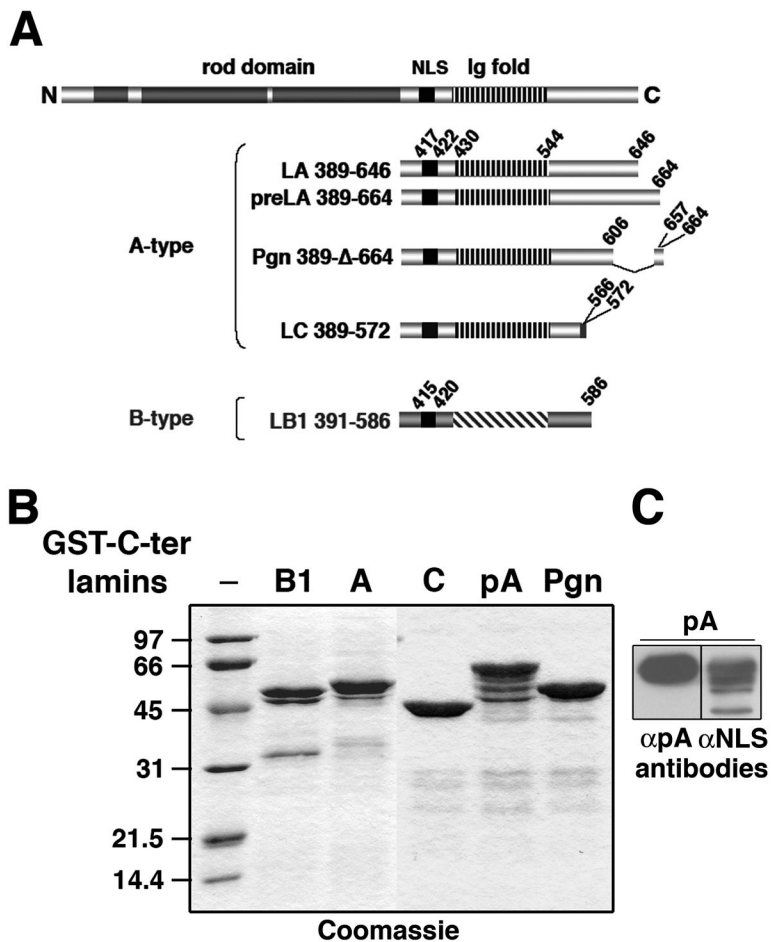 A
rod domain NLS Ig fold
N C
417 422 430 544 646
LA 389-646
664
preLA 389-664
606 657 664
A-type
Pgn 389-Δ-664
566 572
LC 389-572
415 420 586
B-type
LB1 391-586
B
C
GST-C-ter
lamins – B1 A C pA Pgn
97
66
45
31
21.5
14.4
Coomassie
pA
αpA αNLS
antibodies